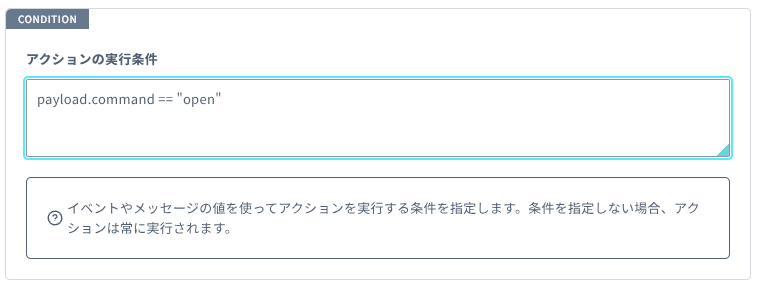 CONDITION
アクションの実行条件
payload.command == "open"
イベントやメッセージの値を使ってアクションを実行する条件を指定します。条件を指定しない場合、アク
ションは常に実行されます。